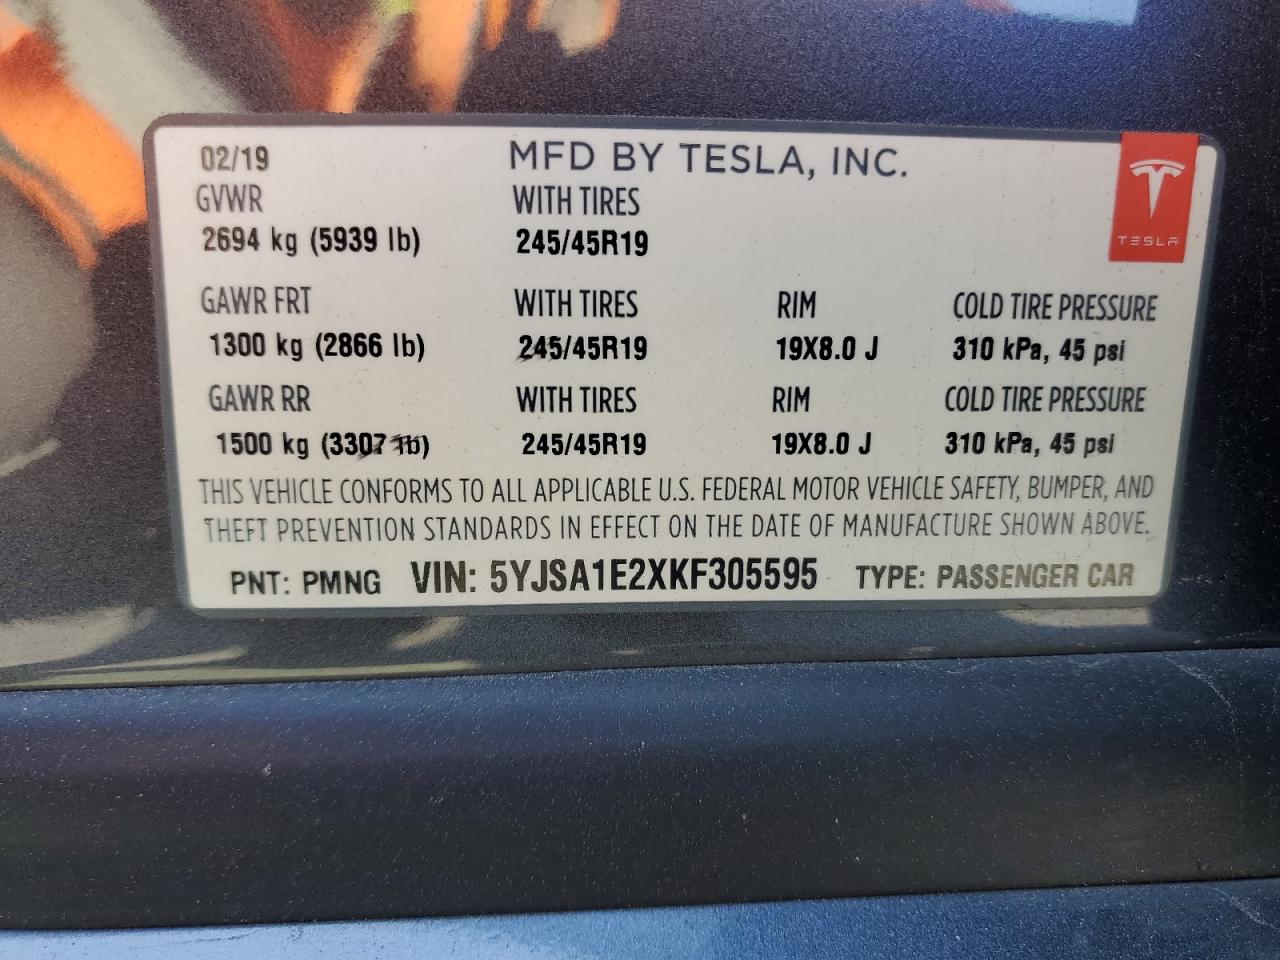 02/19 MFD BY TESLA, INC.
GVWR WITH TIRES
2694 kg (5939 lb) 245/45R19
TESLA
GAWR FRT WITH TIRES RIM COLD TIRE PRESSURE
1300 kg (2866 lb) 245/45R19 19X8.0 J 310 kPa, 45 psi
GAWR RR WITH TIRES RIM COLD TIRE PRESSURE
1500 kg (3307 lb) 245/45R19 19X8.0 J 310 kPa, 45 psi
THIS VEHICLE CONFORMS TO ALL APPLICABLE U.S. FEDERAL MOTOR VEHICLE SAFETY, BUMPER, AND
THEFT PREVENTION STANDARDS IN EFFECT ON THE DATE OF MANUFACTURE SHOWN ABOVE.
PNT: PMNG VIN: 5YJSA1E2XKF305595 TYPE: PASSENGER CAR